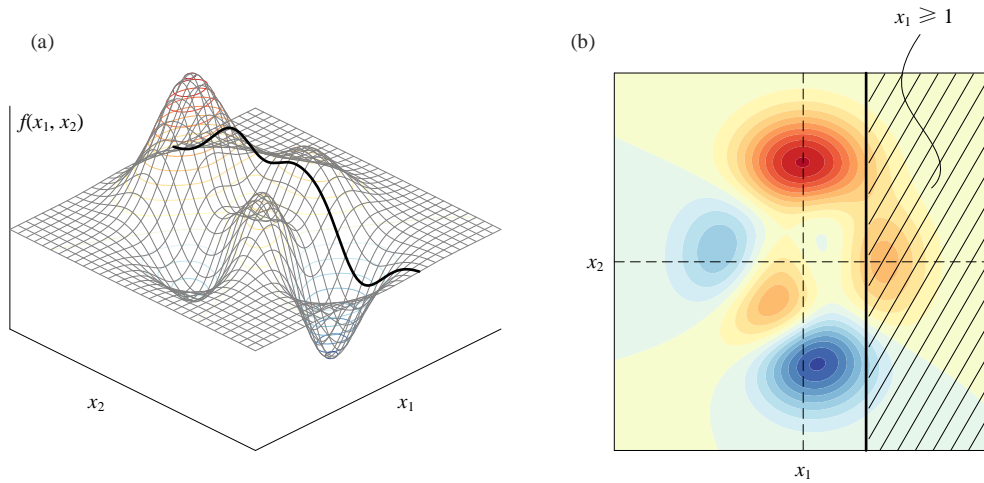 (a)
f(x₁, x₂)
x₂
x₁
(b)
x₁ ⩾ 1
x₂
x₁